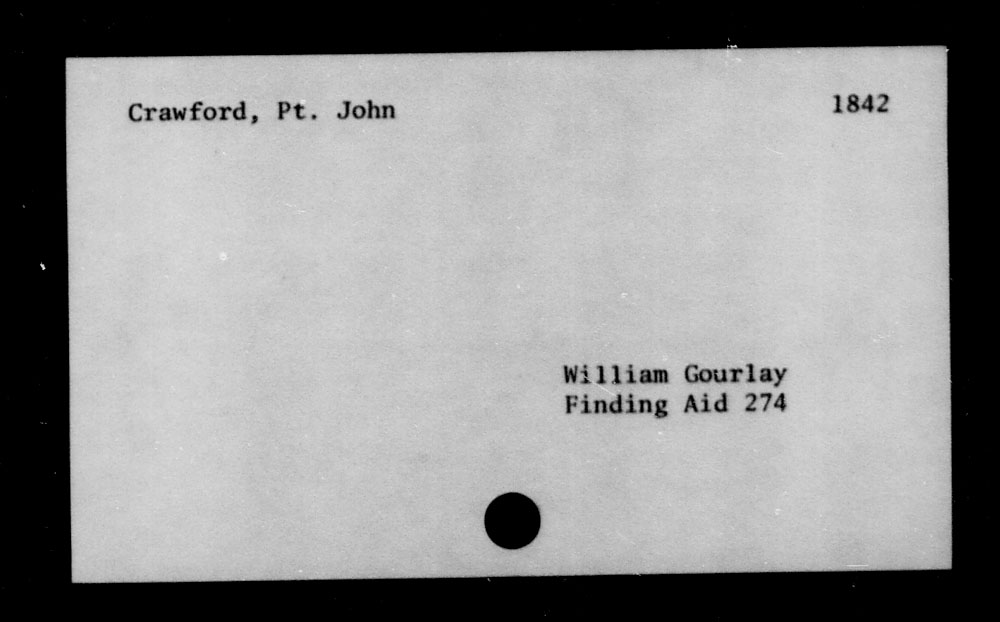 Crawford, Pt. John 1842
William Gourlay
Finding Aid 274